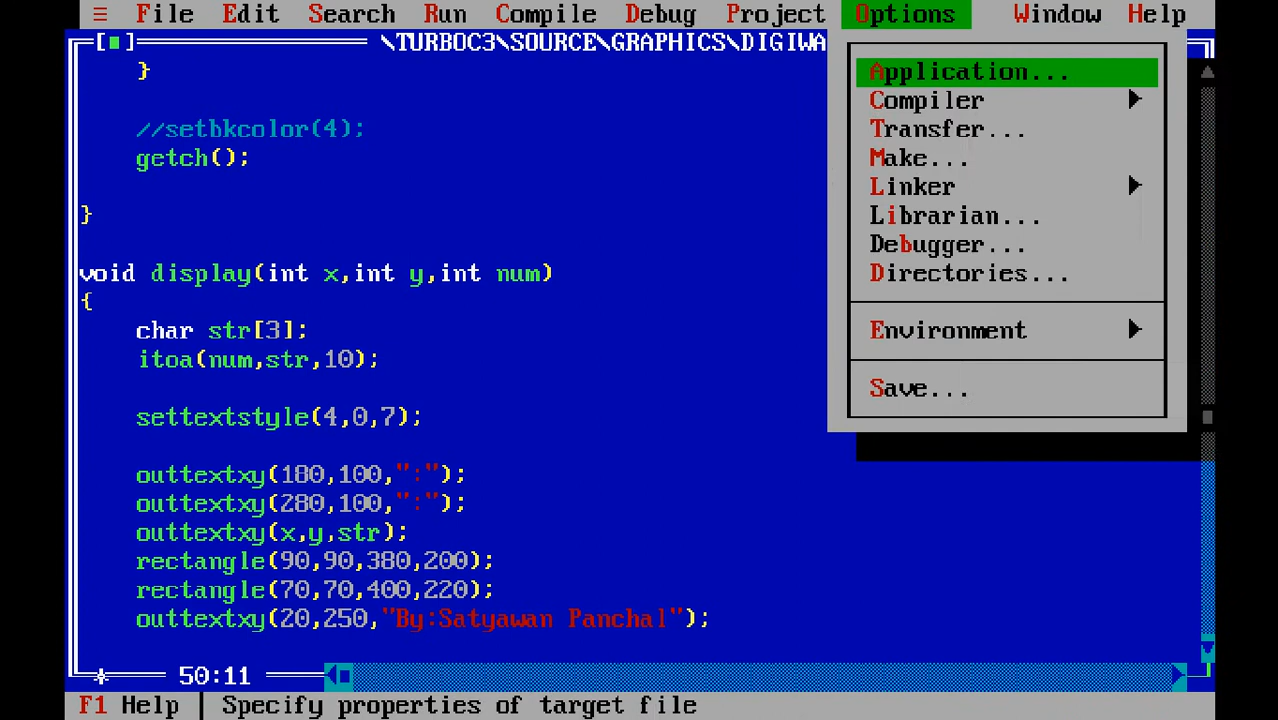 ≡ File Edit Search Run Compile Debug Project Options Window Help
[■] \TURBOC3\SOURCE\GRAPHICS\DIGIWA
}
//setbkcolor(4);
getch();
}
void display(int x,int y,int num)
{
char str[3];
itoa(num,str,10);
settextstyle(4,0,7);
outtextxy(180,100,":");
outtextxy(280,100,":");
outtextxy(x,y,str);
rectangle(90,90,380,200);
rectangle(70,70,400,220);
outtextxy(20,250,"By:Satyawan Panchal");
Application...
Compiler
Transfer...
Make...
Linker
Librarian...
Debugger...
Directories...
Environment
Save...
50:11
F1 Help | Specify properties of target file